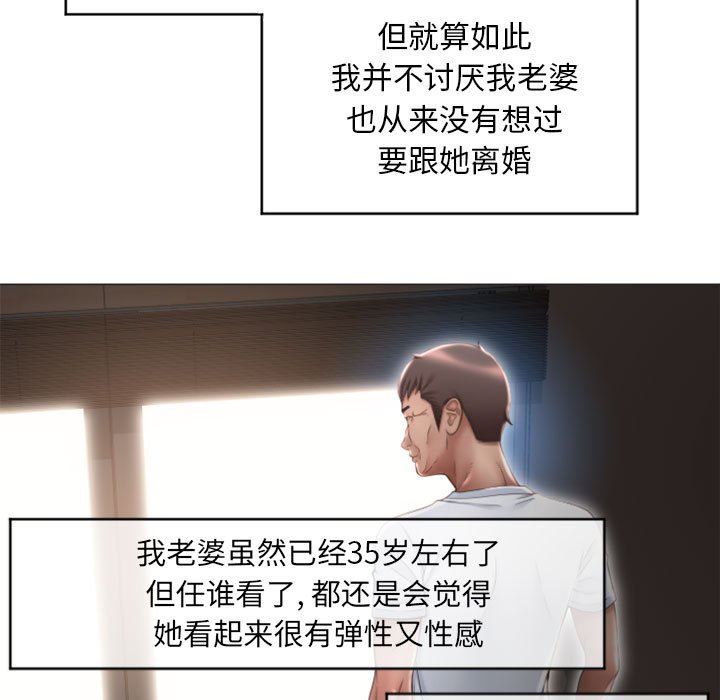 但就算如此
我并不讨厌我老婆
也从来没有想过
要跟她离婚
我老婆虽然已经35岁左右了
但任谁看了, 都还是会觉得
她看起来很有弹性又性感